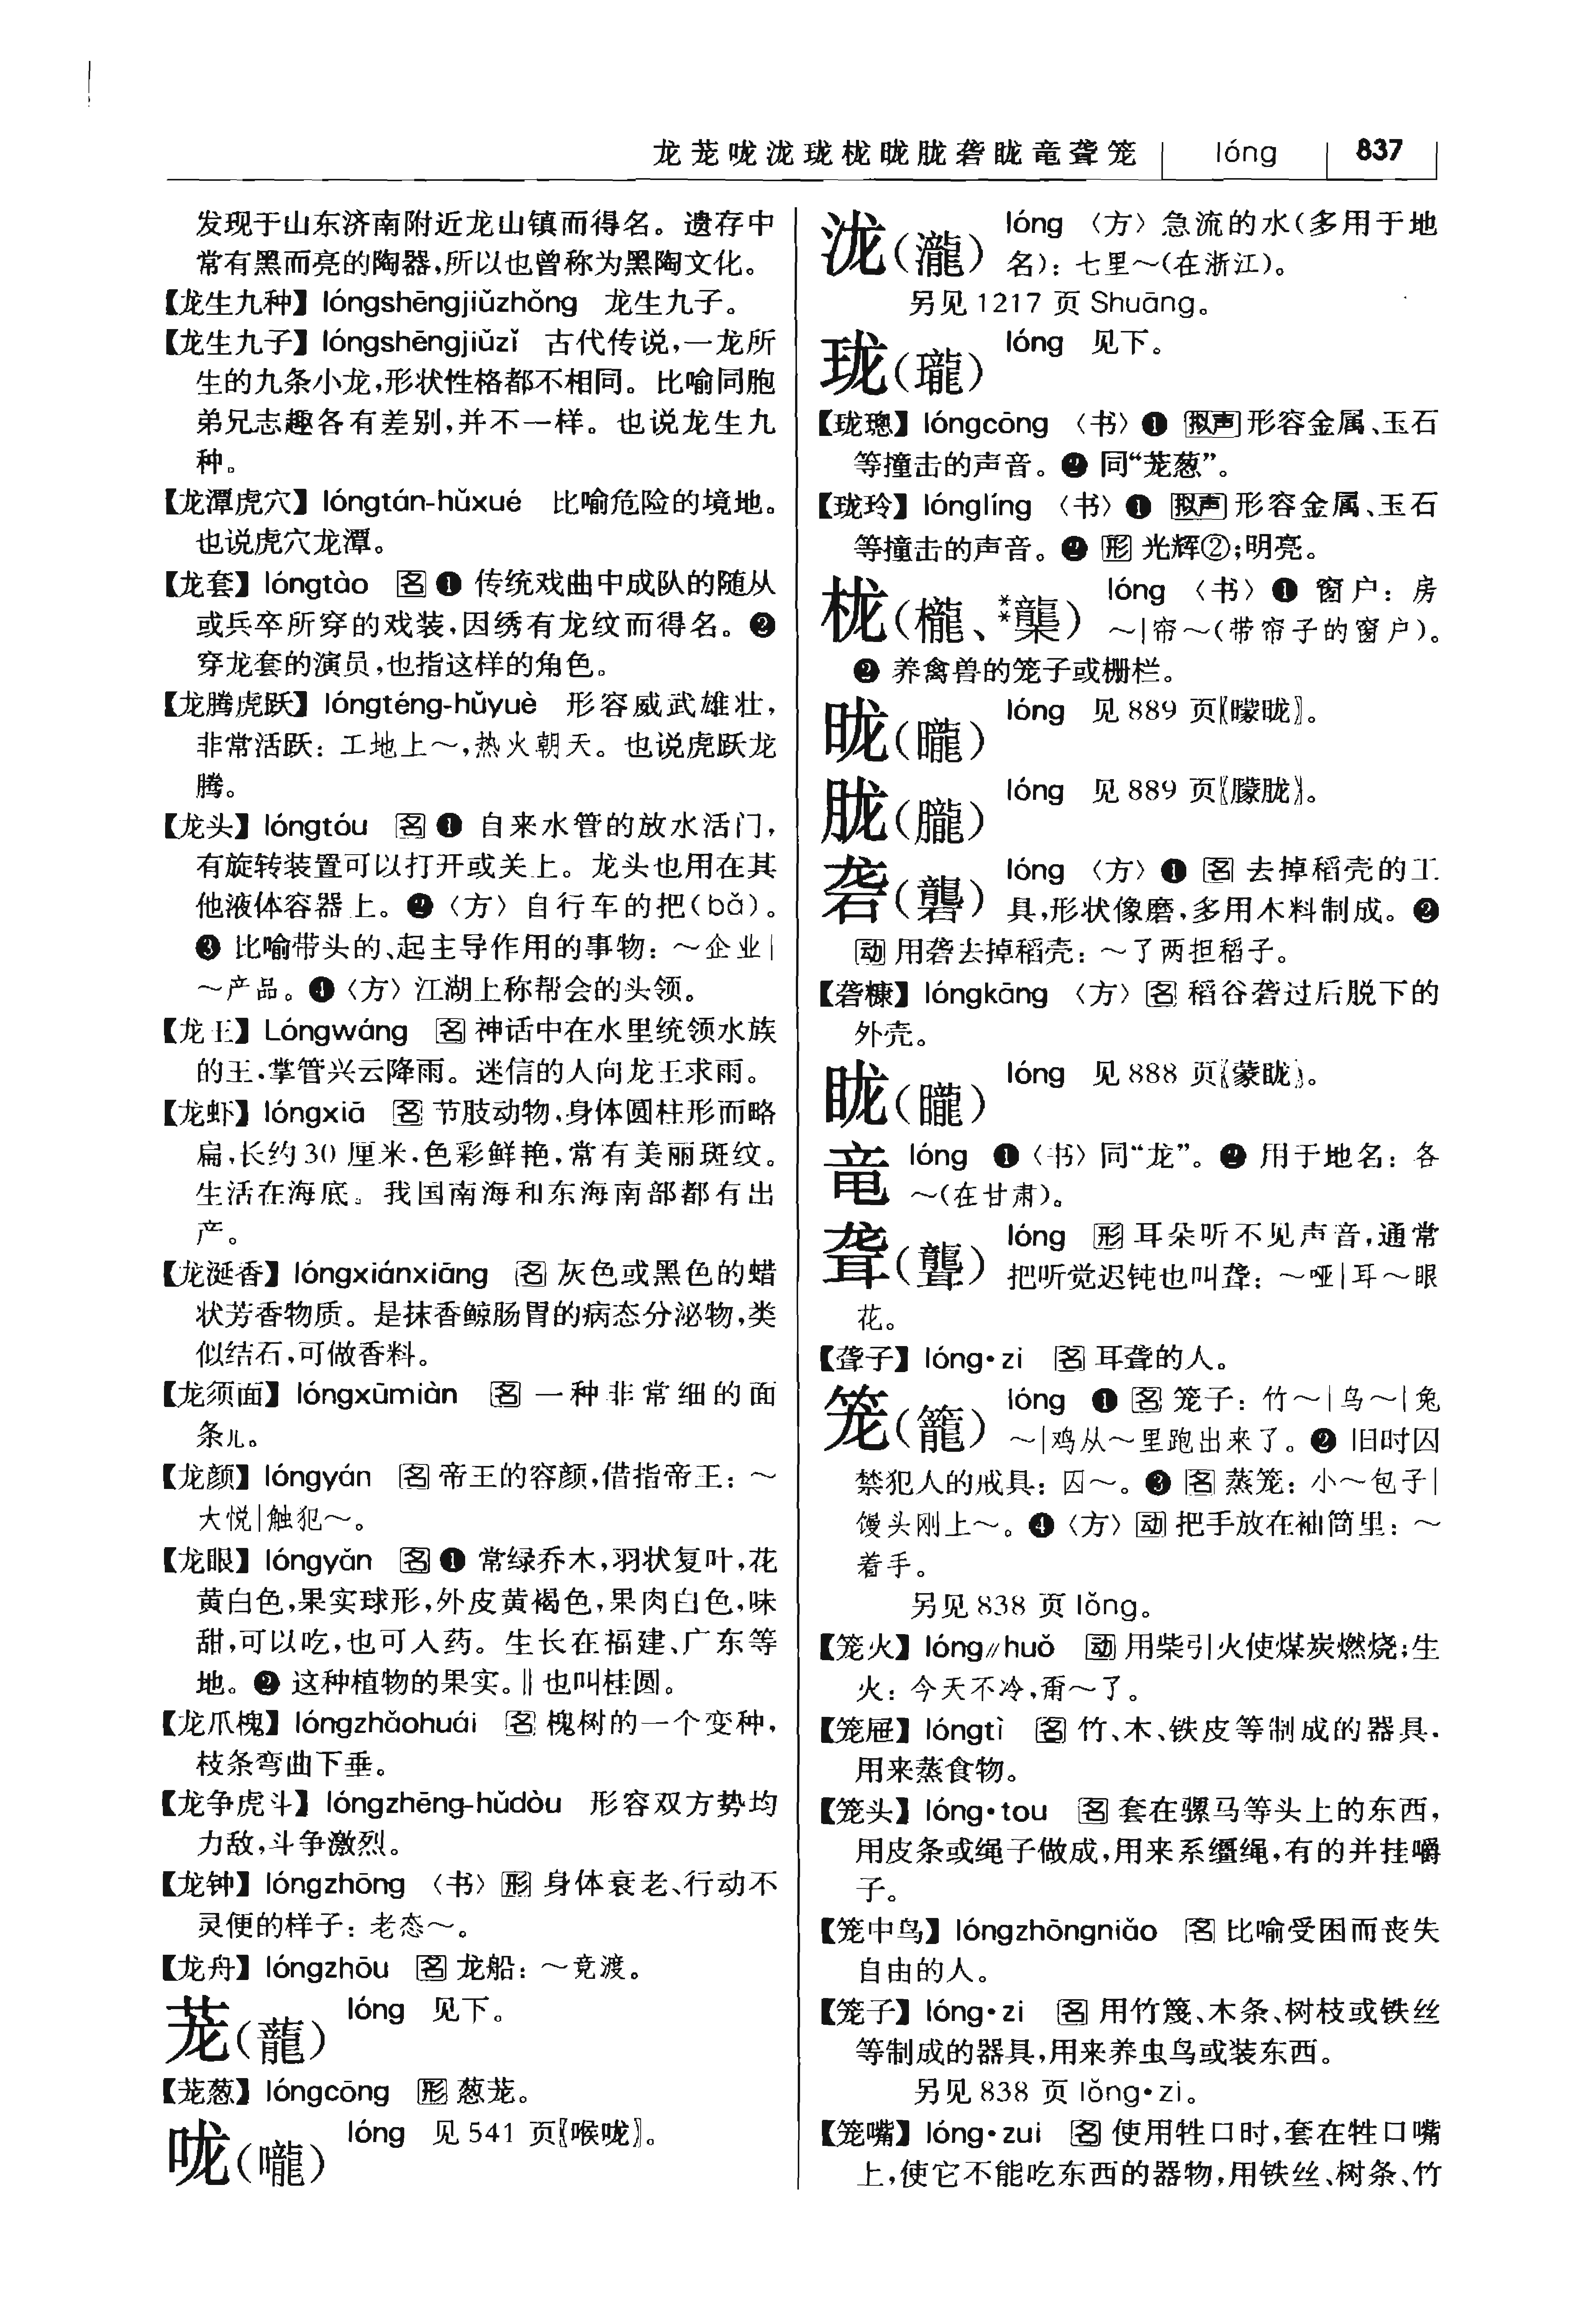 龙茏咙泷珑栊昽胧砻眬竜聋笼 lóng 837
发现于山东济南附近龙山镇而得名。遗存中
常有黑而亮的陶器,所以也曾称为黑陶文化。
【龙生九种】lóngshēngjiǔzhǒng 龙生九子。
【龙生九子】lóngshēngjiǔzǐ 古代传说,一龙所
生的九条小龙,形状性格都不相同。比喻同胞
弟兄志趣各有差别,并不一样。也说龙生九
种。
【龙潭虎穴】lóngtán-hǔxué 比喻危险的境地。
也说虎穴龙潭。
【龙套】lóngtào 名❶ 传统戏曲中成队的随从
或兵卒所穿的戏装,因绣有龙纹而得名。❷
穿龙套的演员,也指这样的角色。
【龙腾虎跃】lóngténg-hǔyuè 形容威武雄壮,
非常活跃:工地上～,热火朝天。也说虎跃龙
腾。
【龙头】lóngtóu 名❶ 自来水管的放水活门,
有旋转装置可以打开或关上。龙头也用在其
他液体容器上。❷〈方〉自行车的把(bǎ)。
❸ 比喻带头的、起主导作用的事物:～企业|
～产品。❹〈方〉江湖上称帮会的头领。
【龙王】Lóngwáng 名 神话中在水里统领水族
的王,掌管兴云降雨。迷信的人向龙王求雨。
【龙虾】lóngxiā 名 节肢动物,身体圆柱形而略
扁,长约30厘米,色彩鲜艳,常有美丽斑纹。
生活在海底。我国南海和东海南部都有出
产。
【龙涎香】lóngxiánxiāng 名 灰色或黑色的蜡
状芳香物质。是抹香鲸肠胃的病态分泌物,类
似结石,可做香料。
【龙须面】lóngxūmiàn 名 一种非常细的面
条儿。
【龙颜】lóngyán 名 帝王的容颜,借指帝王:～
大悦|触犯～。
【龙眼】lóngyǎn 名❶ 常绿乔木,羽状复叶,花
黄白色,果实球形,外皮黄褐色,果肉白色,味
甜,可以吃,也可入药。生长在福建、广东等
地。❷ 这种植物的果实。‖也叫桂圆。
【龙爪槐】lóngzhǎohuái 名 槐树的一个变种,
枝条弯曲下垂。
【龙争虎斗】lóngzhēng-hǔdòu 形容双方势均
力敌,斗争激烈。
【龙钟】lóngzhōng 〈书〉形 身体衰老、行动不
灵便的样子:老态～。
【龙舟】lóngzhōu 名 龙船:～竞渡。
茏(蘢) lóng 见下。
【茏葱】lóngcōng 形 葱茏。
咙(嚨) lóng 见541页〖喉咙〗。
泷(瀧) lóng 〈方〉急流的水(多用于地
名):七里～(在浙江)。
另见1217页Shuāng。
珑(瓏) lóng 见下。
【珑璁】lóngcōng 〈书〉❶ 拟声 形容金属、玉石
等撞击的声音。❷ 同“茏葱”。
【珑玲】lónglíng 〈书〉❶ 拟声 形容金属、玉石
等撞击的声音。❷ 形 光辉②;明亮。
栊(櫳、**櫳) lóng 〈书〉❶ 窗户:房
～|帘～(带帘子的窗户)。
❷ 养禽兽的笼子或栅栏。
昽(曨) lóng 见889页〖曚昽〗。
胧(朧) lóng 见889页〖朦胧〗。
砻(礱) lóng 〈方〉❶ 名 去掉稻壳的工
具,形状像磨,多用木料制成。❷
动 用砻去掉稻壳:～了两担稻子。
【砻糠】lóngkāng 〈方〉名 稻谷砻过后脱下的
外壳。
眬(矓) lóng 见888页〖蒙眬〗。
竜 lóng ❶〈书〉同“龙”。❷ 用于地名:各
～(在甘肃)。
聋(聾) lóng 形 耳朵听不见声音,通常
把听觉迟钝也叫聋:～哑|耳～眼
花。
【聋子】lóng·zi 名 耳聋的人。
笼(籠) lóng ❶ 名 笼子:竹～|鸟～|兔
～|鸡从～里跑出来了。❷ 旧时囚
禁犯人的戒具:囚～。❸ 名 蒸笼:小～包子|
馒头刚上～。❹〈方〉动 把手放在袖筒里:～
着手。
另见838页lǒng。
【笼火】lóng∥huǒ 动 用柴引火使煤炭燃烧;生
火:今天不冷,甭～了。
【笼屉】lóngtì 名 竹、木、铁皮等制成的器具,
用来蒸食物。
【笼头】lóng·tou 名 套在骡马等头上的东西,
用皮条或绳子做成,用来系缰绳,有的并挂嚼
子。
【笼中鸟】lóngzhōngniǎo 名 比喻受困而丧失
自由的人。
【笼子】lóng·zi 名 用竹篾、木条、树枝或铁丝
等制成的器具,用来养虫鸟或装东西。
另见838页lǒng·zi。
【笼嘴】lóng·zui 名 使用牲口时,套在牲口嘴
上,使它不能吃东西的器物,用铁丝、树条、竹